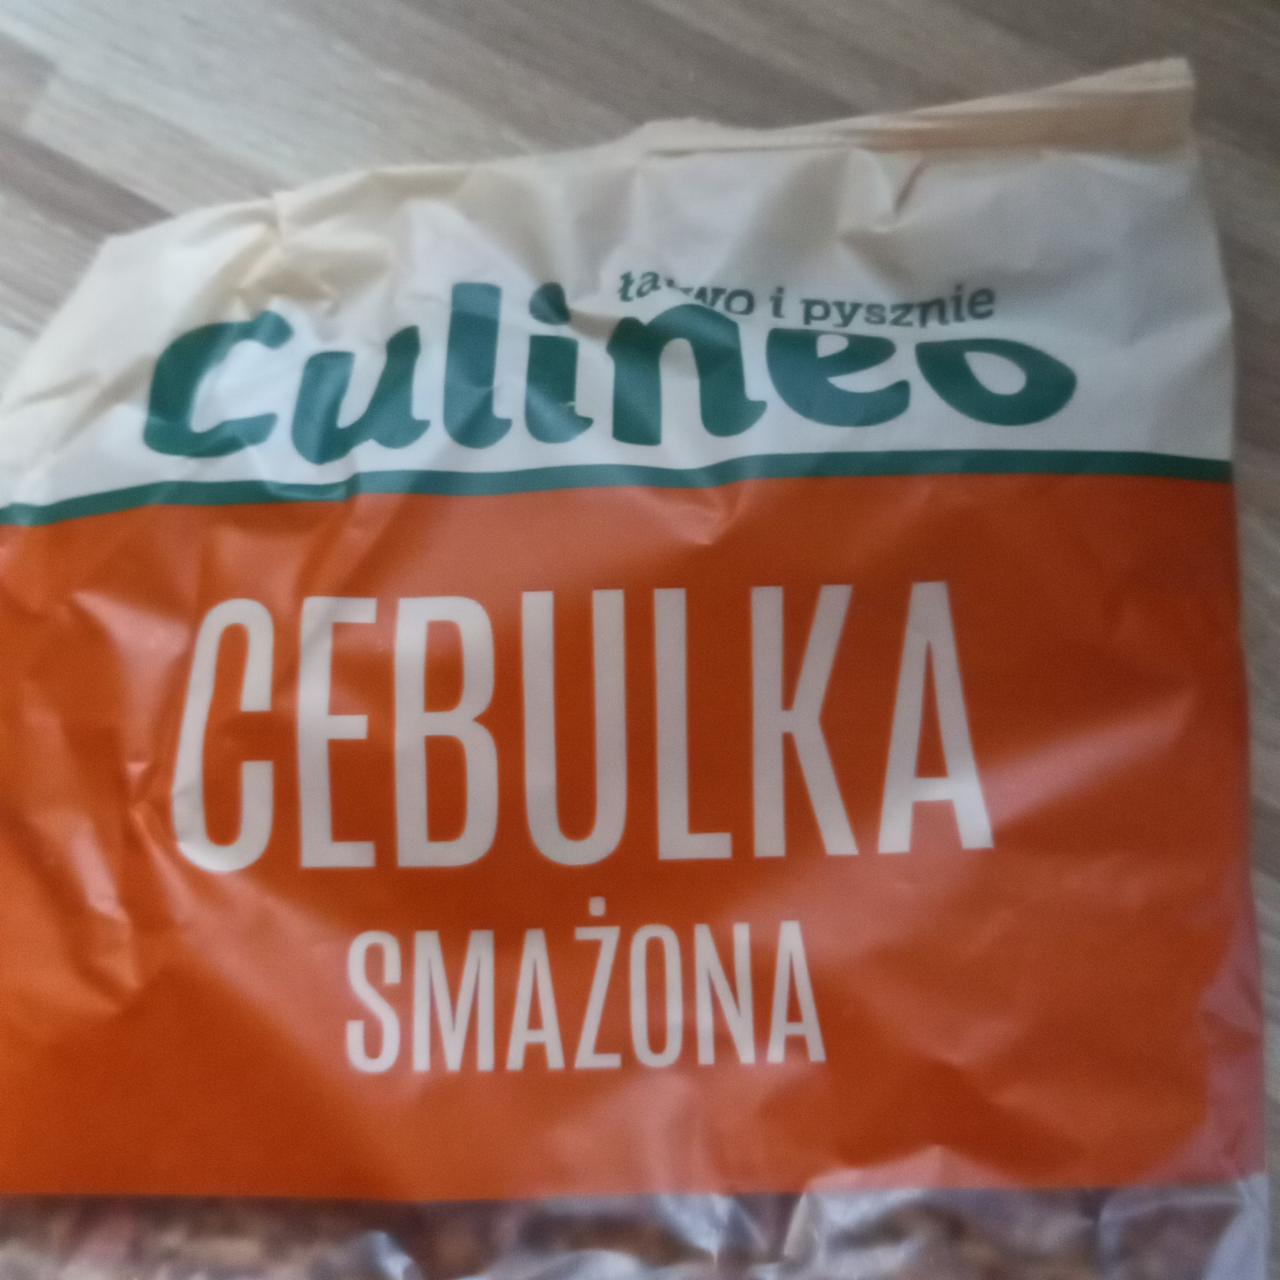 łatwo i pysznie
Culineo
CEBULKA
SMAŻONA